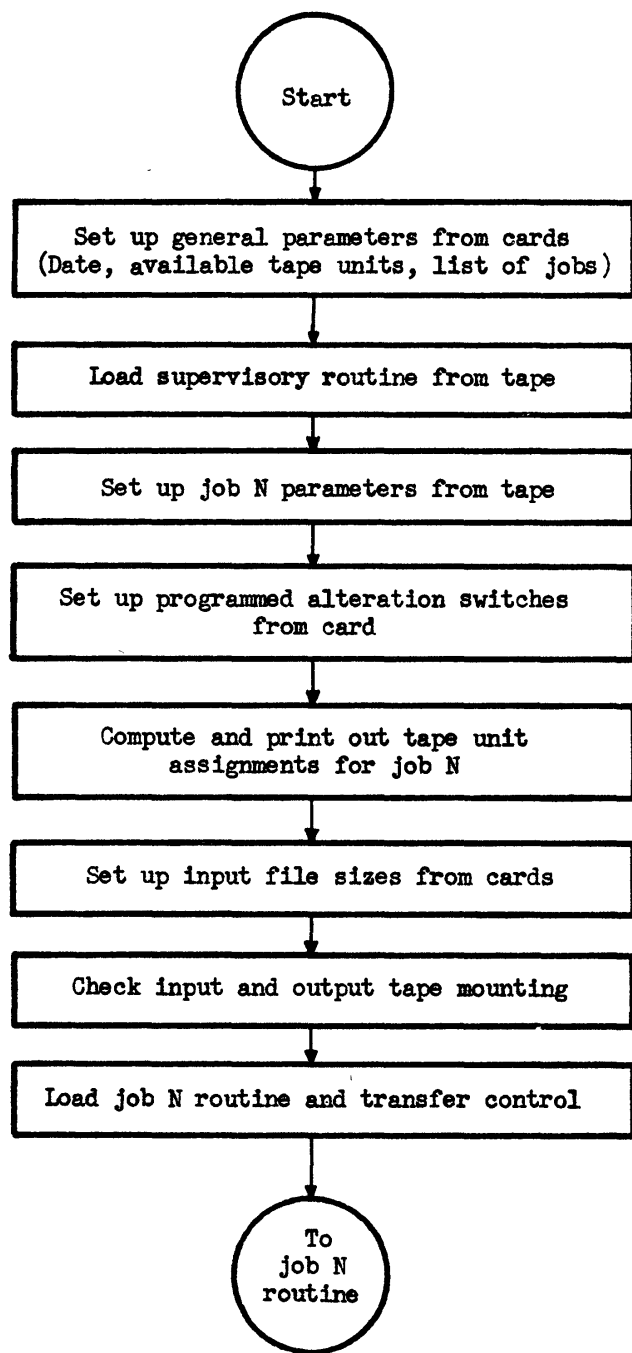 Start
Set up general parameters from cards
(Date, available tape units, list of jobs)
Load supervisory routine from tape
Set up job N parameters from tape
Set up programmed alteration switches
from card
Compute and print out tape unit
assignments for job N
Set up input file sizes from cards
Check input and output tape mounting
Load job N routine and transfer control
To
job N
routine